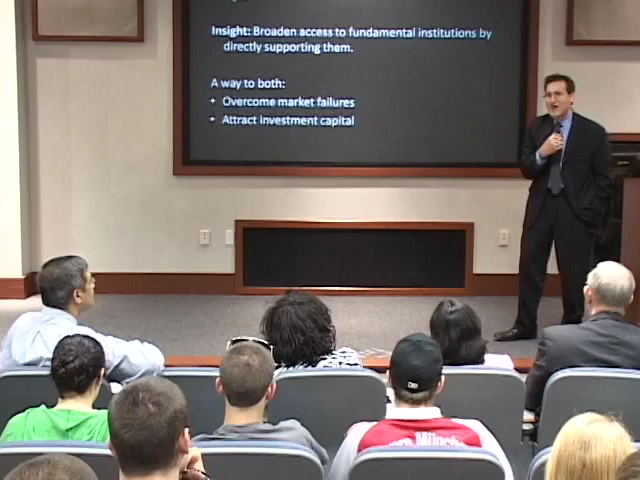 Insight: Broaden access to fundamental institutions by
directly supporting them.
A way to both:
• Overcome market failures
• Attract investment capital
München